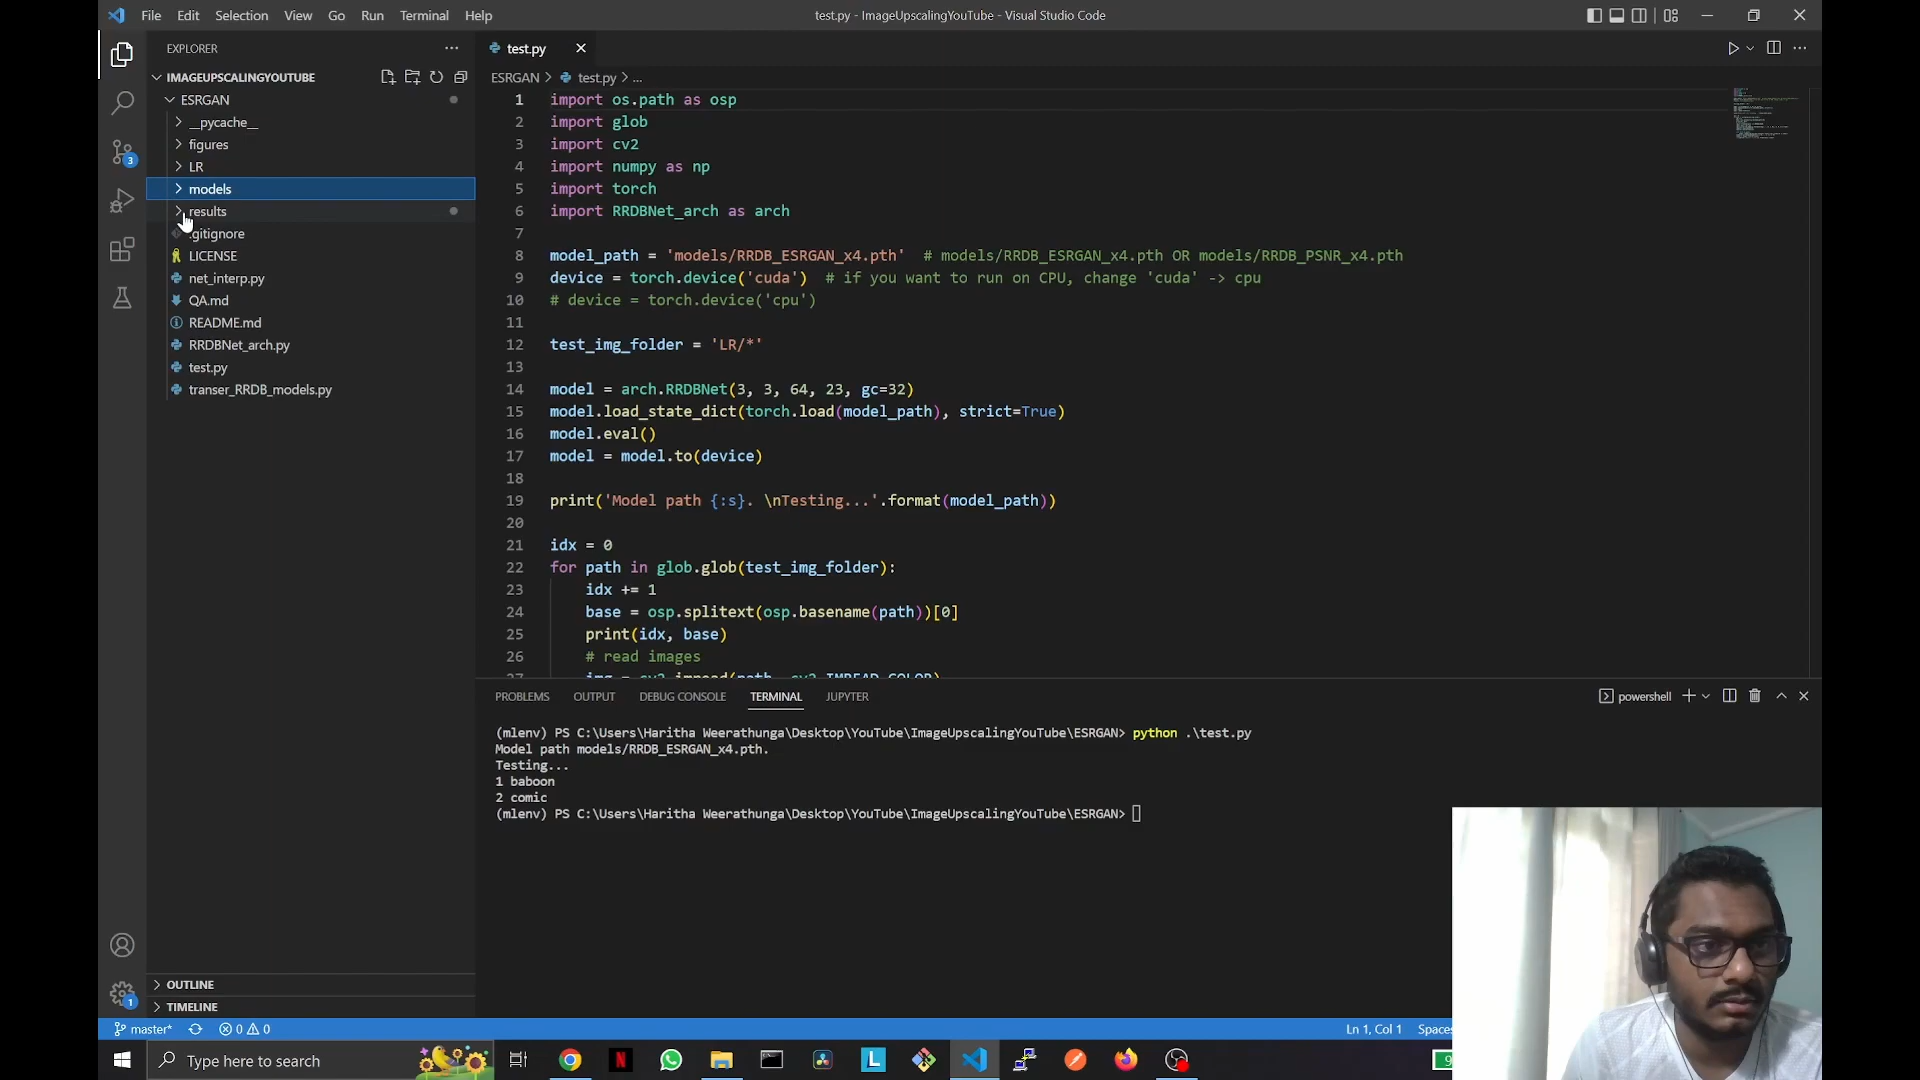 File Edit Selection View Go Run Terminal Help
test.py - ImageUpscalingYouTube - Visual Studio Code
EXPLORER
IMAGEUPSCALINGYOUTUBE
ESRGAN
__pycache__
figures
LR
models
results
.gitignore
LICENSE
net_interp.py
QA.md
README.md
RRDBNet_arch.py
test.py
transer_RRDB_models.py
OUTLINE
TIMELINE
3
1
test.py
ESRGAN > test.py > ...
1 import os.path as osp
2 import glob
3 import cv2
4 import numpy as np
5 import torch
6 import RRDBNet_arch as arch
7
8 model_path = 'models/RRDB_ESRGAN_x4.pth'  # models/RRDB_ESRGAN_x4.pth OR models/RRDB_PSNR_x4.pth
9 device = torch.device('cuda')  # if you want to run on CPU, change 'cuda' -> cpu
10 # device = torch.device('cpu')
11
12 test_img_folder = 'LR/*'
13
14 model = arch.RRDBNet(3, 3, 64, 23, gc=32)
15 model.load_state_dict(torch.load(model_path), strict=True)
16 model.eval()
17 model = model.to(device)
18
19 print('Model path {:s}. \nTesting...'.format(model_path))
20
21 idx = 0
22 for path in glob.glob(test_img_folder):
23     idx += 1
24     base = osp.splitext(osp.basename(path))[0]
25     print(idx, base)
26     # read images
27     img = cv2.imread(path, cv2.IMREAD_COLOR)
PROBLEMS OUTPUT DEBUG CONSOLE TERMINAL JUPYTER
powershell
(mlenv) PS C:\Users\Haritha Weerathunga\Desktop\YouTube\ImageUpscalingYouTube\ESRGAN> python .\test.py
Model path models/RRDB_ESRGAN_x4.pth.
Testing...
1 baboon
2 comic
(mlenv) PS C:\Users\Haritha Weerathunga\Desktop\YouTube\ImageUpscalingYouTube\ESRGAN>
master* 0 0
Ln 1, Col 1 Spaces
Type here to search